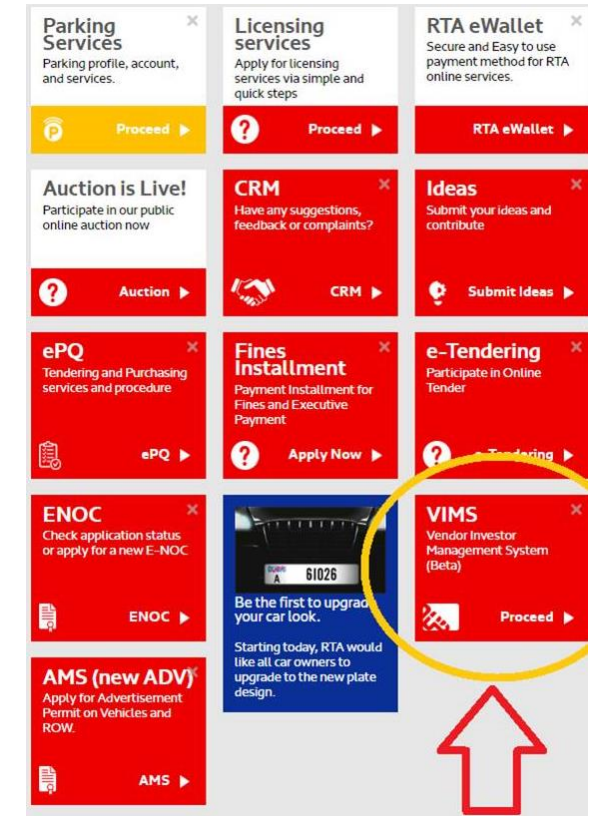 Parking
Services
Parking profile, account,
and services.
P
Proceed
Licensing
services
Apply for licensing
services via simple and
quick steps
?
Proceed
RTA eWallet
Secure and Easy to use
payment method for RTA
online services.
RTA eWallet
Auction is Live!
Participate in our public
online auction now
?
Auction
CRM
Have any suggestions,
feedback or complaints?
CRM
Ideas
Submit your ideas and
contribute
Submit Ideas
ePQ
Tendering and Purchasing
services and procedure
ePQ
Fines
Installment
Payment Installment for
Fines and Executive
Payment
?
Apply Now
e-Tendering
Participate in Online
Tender
?
e-Tendering
ENOC
Check application status
or apply for a new E-NOC
ENOC
DUBAI
A 61026
Be the first to upgrade
your car look.
Starting today, RTA would
like all car owners to
upgrade to the new plate
design.
VIMS
Vendor Investor
Management System
(Beta)
Proceed
AMS (new ADV)
Apply for Advertisement
Permit on Vehicles and
ROW.
AMS